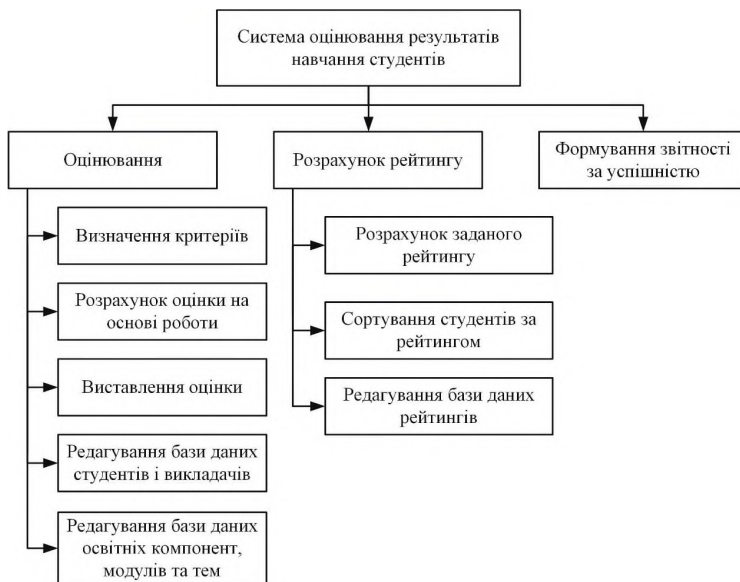 Система оцінювання результатів
навчання студентів
Оцінювання
Розрахунок рейтингу
Формування звітності
за успішністю
Визначення критеріїв
Розрахунок оцінки на
основі роботи
Виставлення оцінки
Редагування бази даних
студентів і викладачів
Редагування бази даних
освітніх компонент,
модулів та тем
Розрахунок заданого
рейтингу
Сортування студентів за
рейтингом
Редагування бази даних
рейтингів